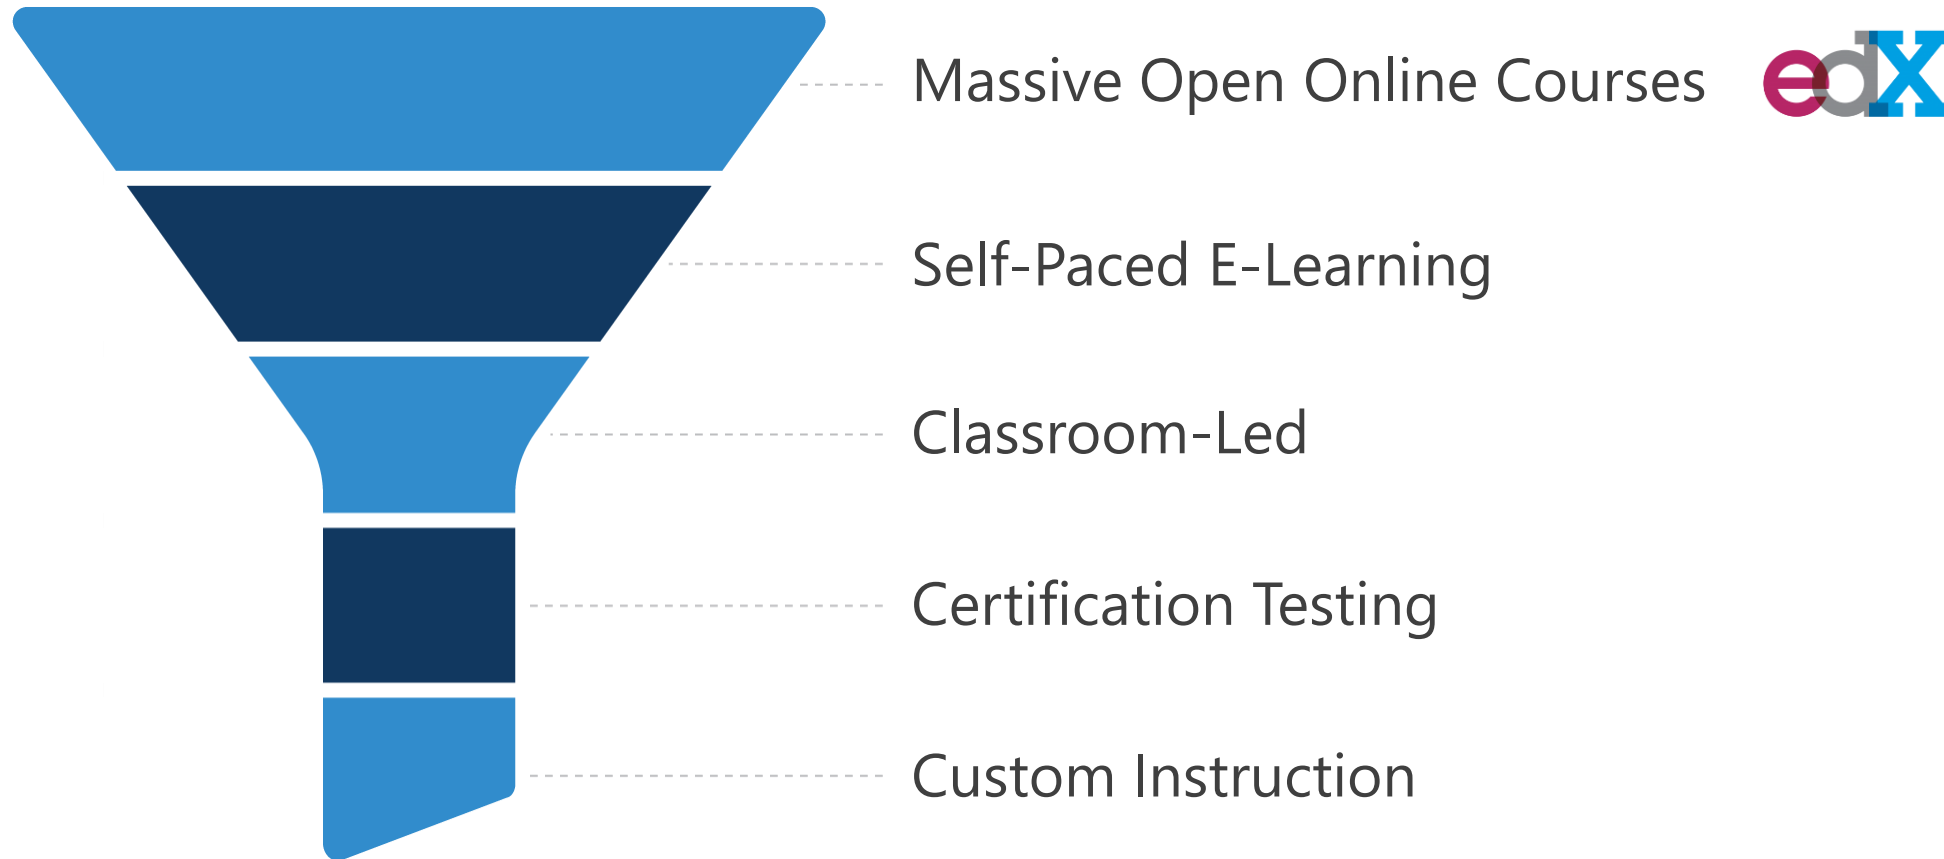 Massive Open Online Courses edX
Self-Paced E-Learning
Classroom-Led
Certification Testing
Custom Instruction